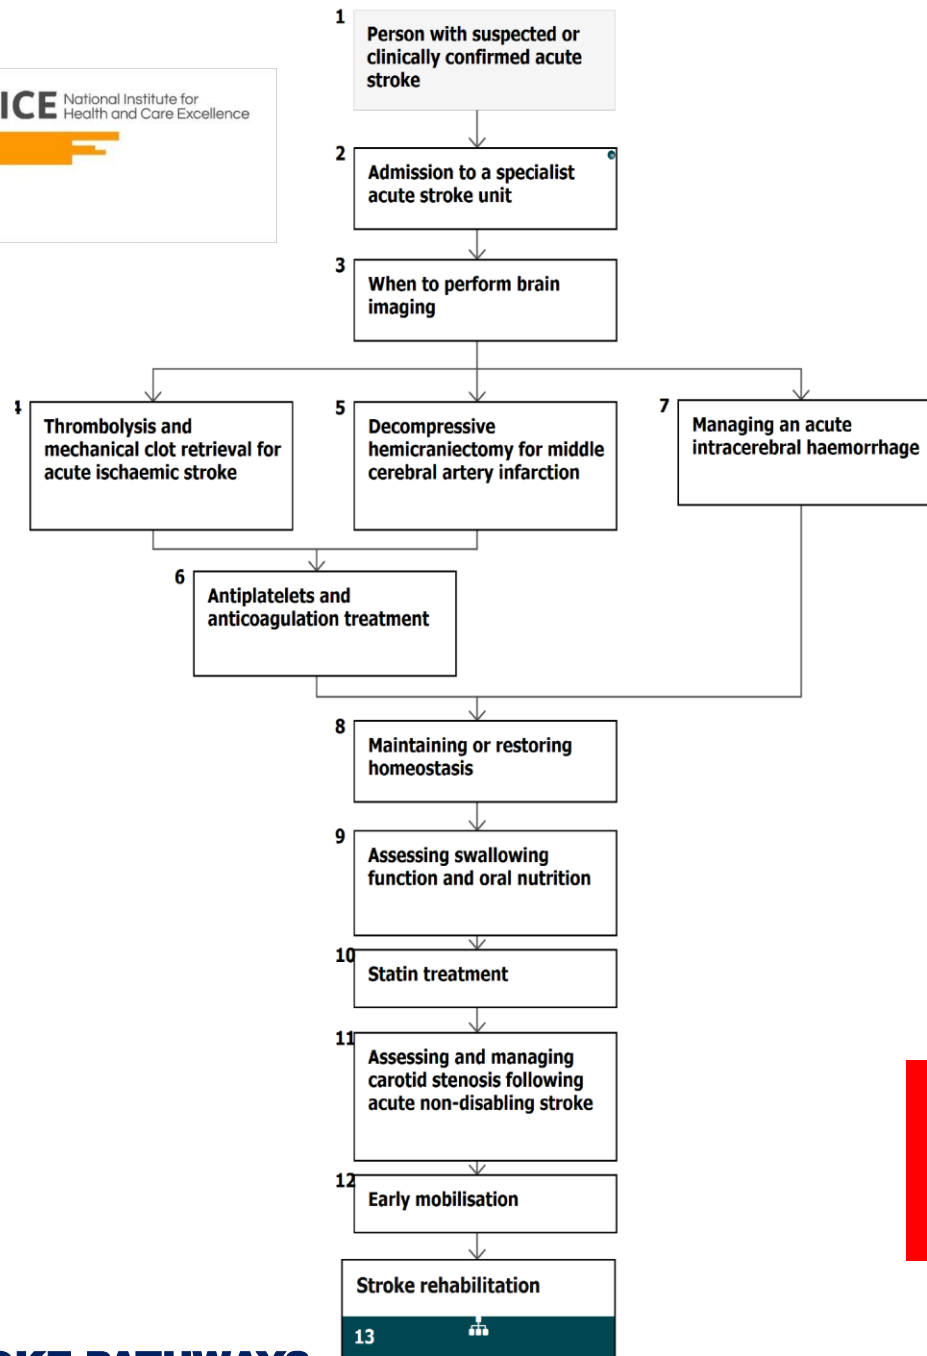 1
Person with suspected or
clinically confirmed acute
stroke
ICE National Institute for
Health and Care Excellence
2
Admission to a specialist
acute stroke unit
3
When to perform brain
imaging
4
Thrombolysis and
mechanical clot retrieval for
acute ischaemic stroke
5
Decompressive
hemicraniectomy for middle
cerebral artery infarction
7
Managing an acute
intracerebral haemorrhage
6
Antiplatelets and
anticoagulation treatment
8
Maintaining or restoring
homeostasis
9
Assessing swallowing
function and oral nutrition
10
Statin treatment
11
Assessing and managing
carotid stenosis following
acute non-disabling stroke
12
Early mobilisation
Stroke rehabilitation
13
PATHWAYS